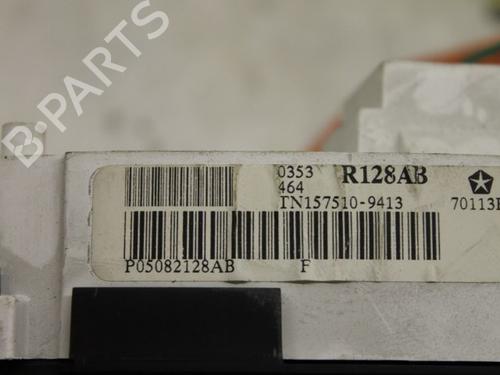 B-PARTS
0353 R128AB
464
TN157510-9413 70113
P05082128AB F